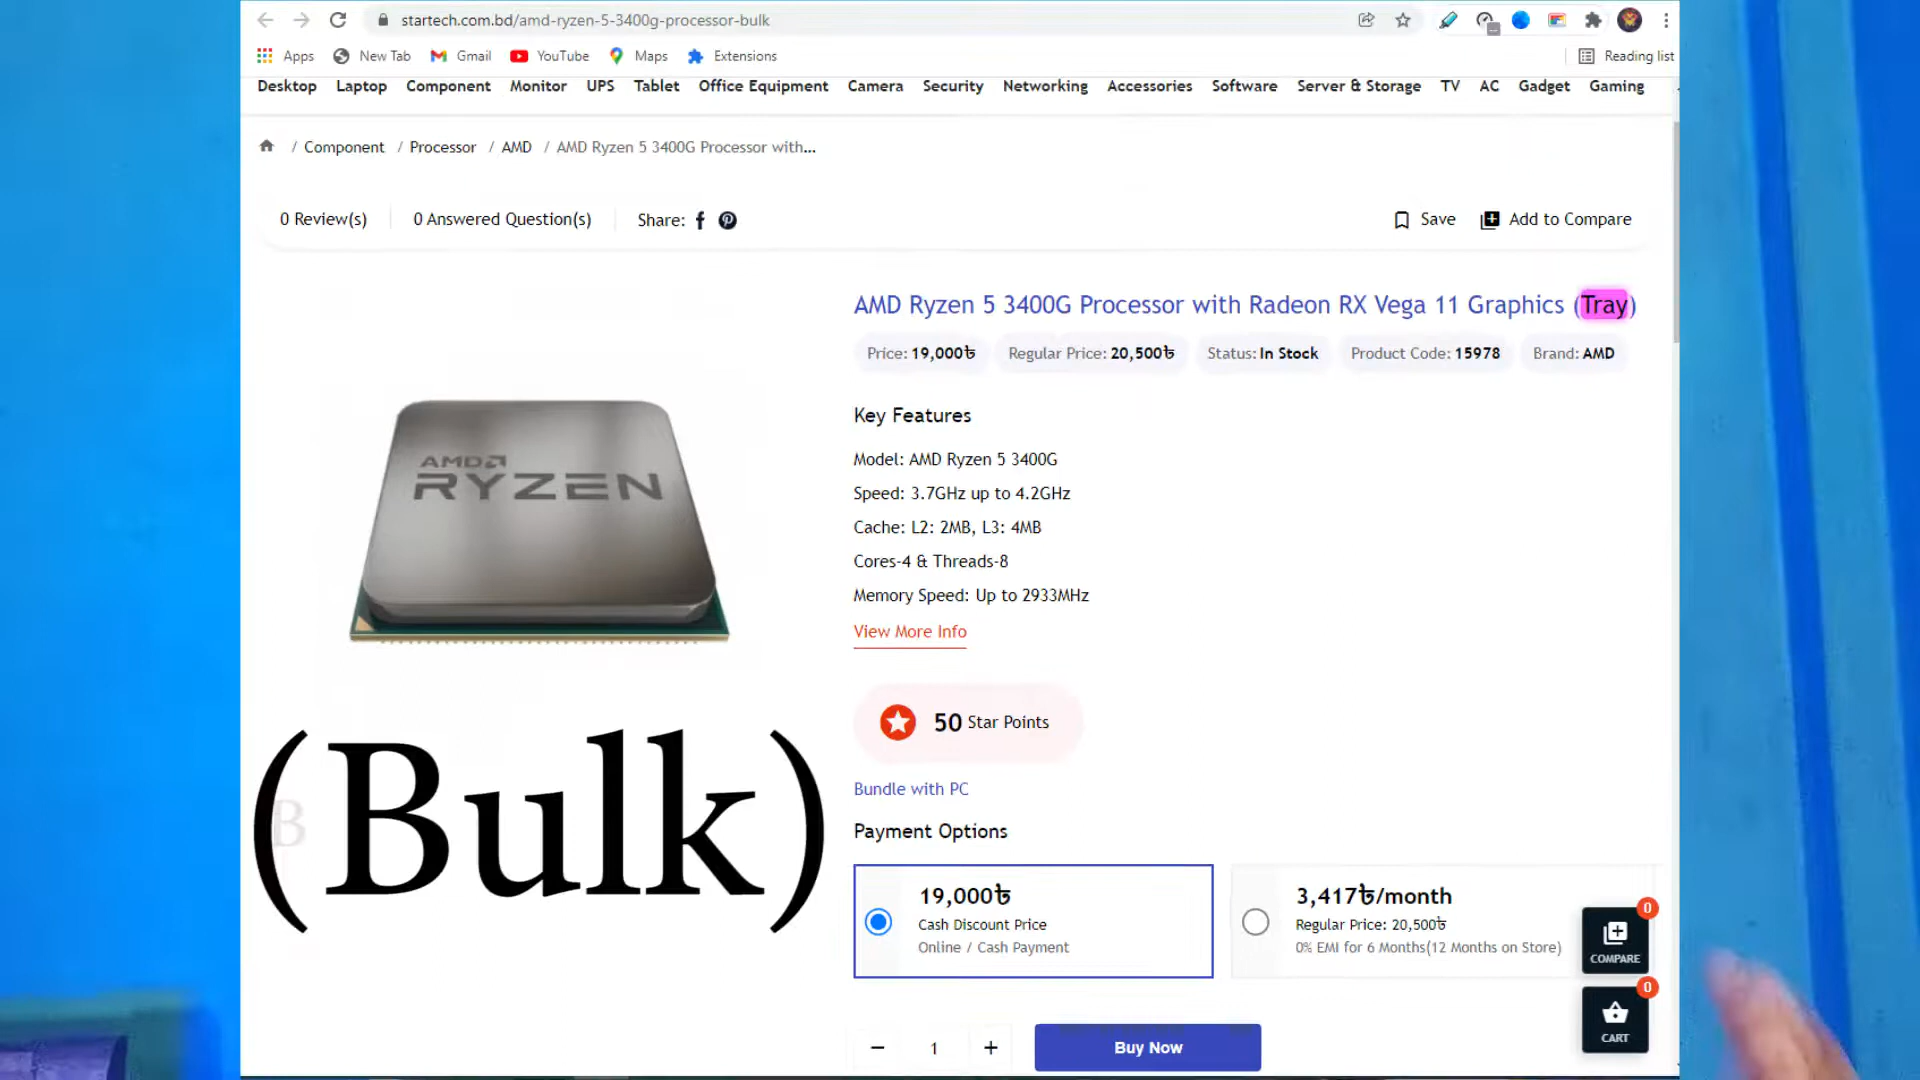 startech.com.bd/amd-ryzen-5-3400g-processor-bulk
Apps New Tab Gmail YouTube Maps Extensions Reading list
Desktop Laptop Component Monitor UPS Tablet Office Equipment Camera Security Networking Accessories Software Server & Storage TV AC Gadget Gaming
/ Component / Processor / AMD / AMD Ryzen 5 3400G Processor with...
0 Review(s) 0 Answered Question(s) Share: Save Add to Compare
AMD Ryzen 5 3400G Processor with Radeon RX Vega 11 Graphics (Tray)
Price: 19,000৳ Regular Price: 20,500৳ Status: In Stock Product Code: 15978 Brand: AMD
Key Features
Model: AMD Ryzen 5 3400G
Speed: 3.7GHz up to 4.2GHz
Cache: L2: 2MB, L3: 4MB
Cores-4 & Threads-8
Memory Speed: Up to 2933MHz
View More Info
AMD
RYZEN
50 Star Points
(Bulk)
B
Bundle with PC
Payment Options
19,000৳
Cash Discount Price
Online / Cash Payment
3,417৳/month
Regular Price: 20,500৳
0% EMI for 6 Months(12 Months on Store)
0
COMPARE
0
CART
− 1 + Buy Now